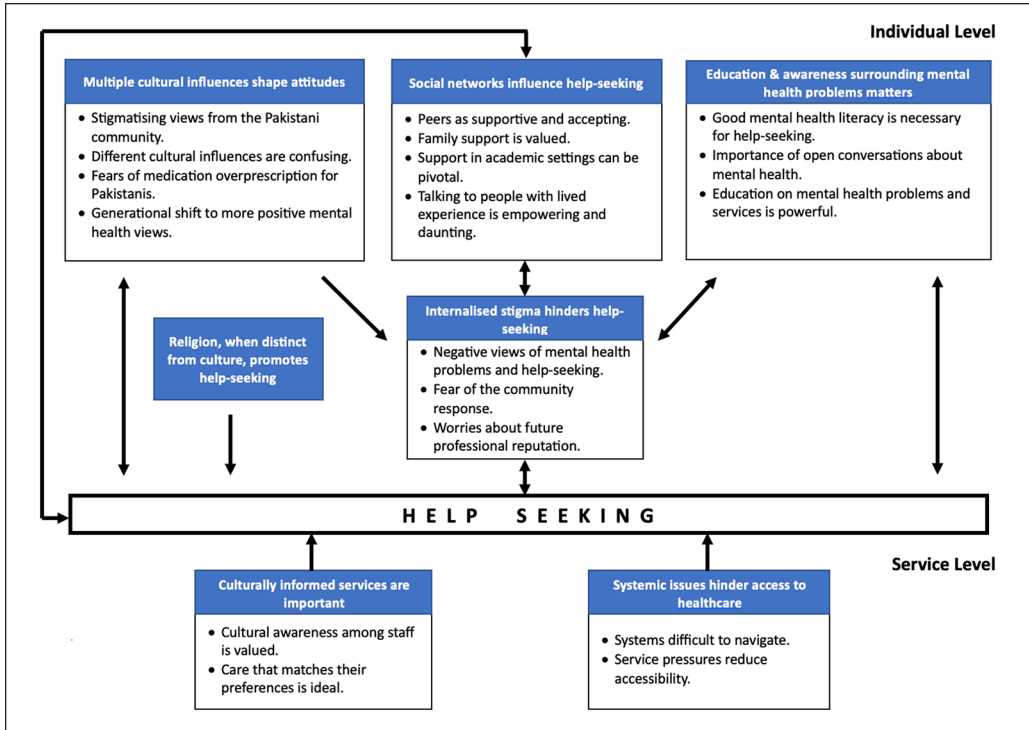 Individual Level
Multiple cultural influences shape attitudes
• Stigmatising views from the Pakistani
community.
• Different cultural influences are confusing.
• Fears of medication overprescription for
Pakistanis.
• Generational shift to more positive mental
health views.
Social networks influence help-seeking
• Peers as supportive and accepting.
• Family support is valued.
• Support in academic settings can be
pivotal.
• Talking to people with lived
experience is empowering and
daunting.
Education & awareness surrounding mental
health problems matters
• Good mental health literacy is necessary
for help-seeking.
• Importance of open conversations about
mental health.
• Education on mental health problems and
services is powerful.
Religion, when distinct
from culture, promotes
help-seeking
Internalised stigma hinders help-
seeking
• Negative views of mental health
problems and help-seeking.
• Fear of the community
response.
• Worries about future
professional reputation.
HELP SEEKING
Service Level
Culturally informed services are
important
• Cultural awareness among staff
is valued.
• Care that matches their
preferences is ideal.
Systemic issues hinder access to
healthcare
• Systems difficult to navigate.
• Service pressures reduce
accessibility.